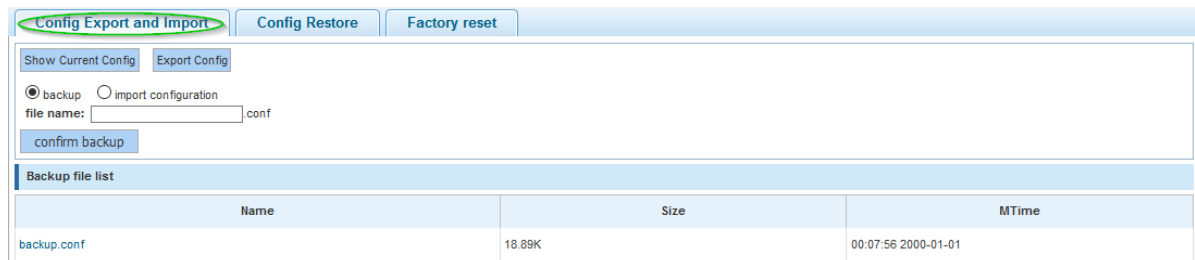 Config Export and Import Config Restore Factory reset
Show Current Config Export Config
backup import configuration
file name: .conf
confirm backup
Backup file list
Name Size MTime
backup.conf 18.89K 00:07:56 2000-01-01